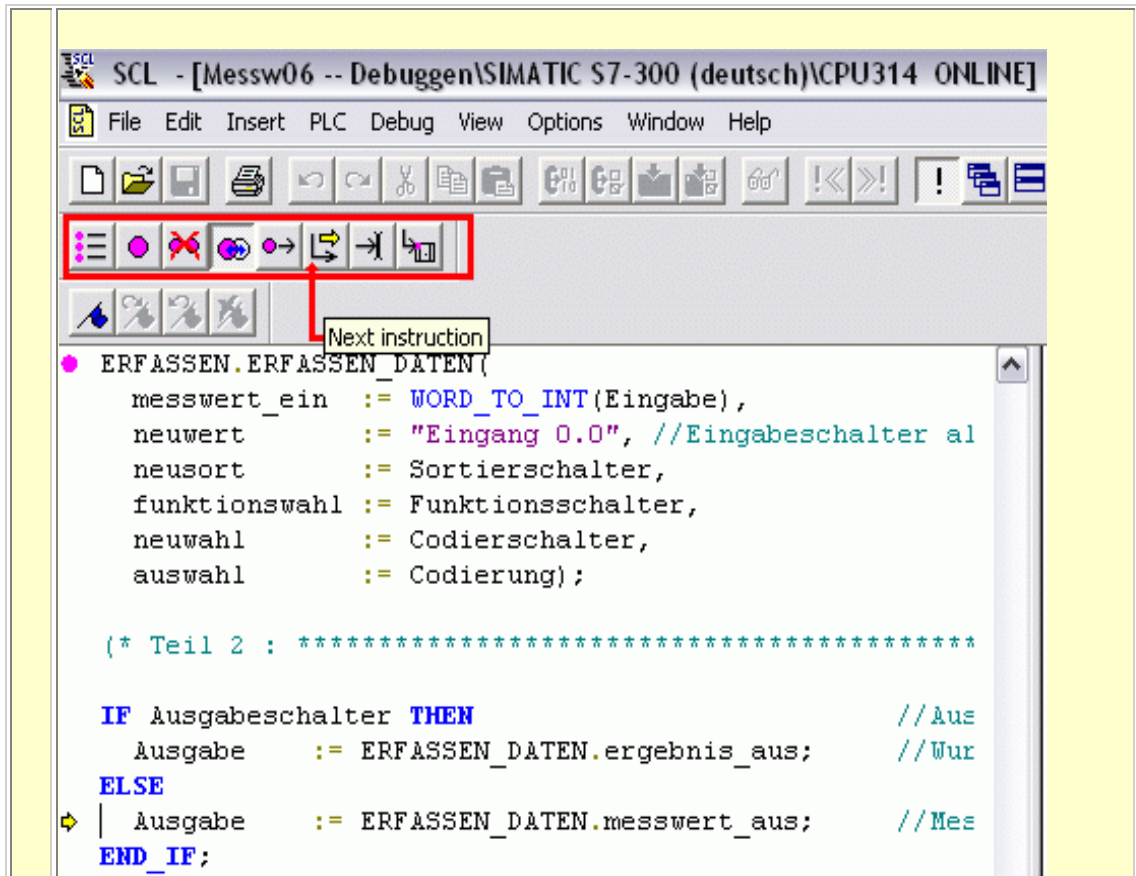 SCL
SCL - [Messw06 -- Debuggen\SIMATIC S7-300 (deutsch)\CPU314 ONLINE]
SCL
File Edit Insert PLC Debug View Options Window Help
!≪ ≫! !
Next instruction
ERFASSEN.ERFASSEN_DATEN(
messwert_ein := WORD_TO_INT(Eingabe),
neuwert := "Eingang 0.0", //Eingabeschalter al
neusort := Sortierschalter,
funktionswahl := Funktionsschalter,
neuwahl := Codierschalter,
auswahl := Codierung);
(* Teil 2 : ******************************************
IF Ausgabeschalter THEN //Aus
Ausgabe := ERFASSEN_DATEN.ergebnis_aus; //Wur
ELSE
Ausgabe := ERFASSEN_DATEN.messwert_aus; //Mes
END_IF;